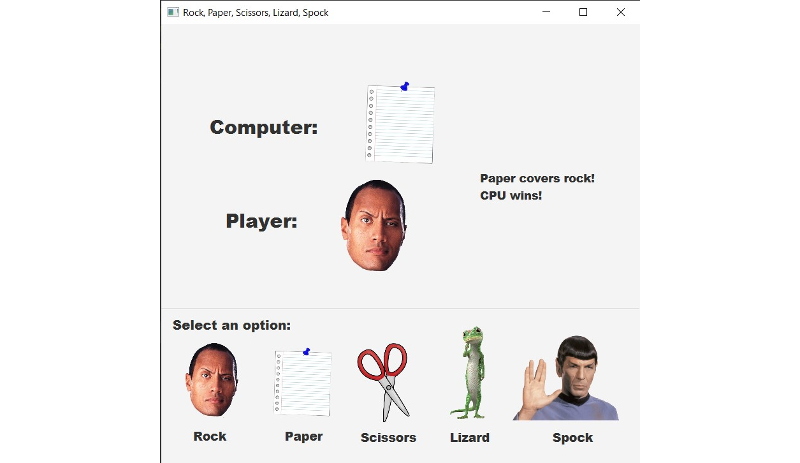 Rock, Paper, Scissors, Lizard, Spock
Computer:
Paper covers rock!
CPU wins!
Player:
Select an option:
Rock
Paper
Scissors
Lizard
Spock